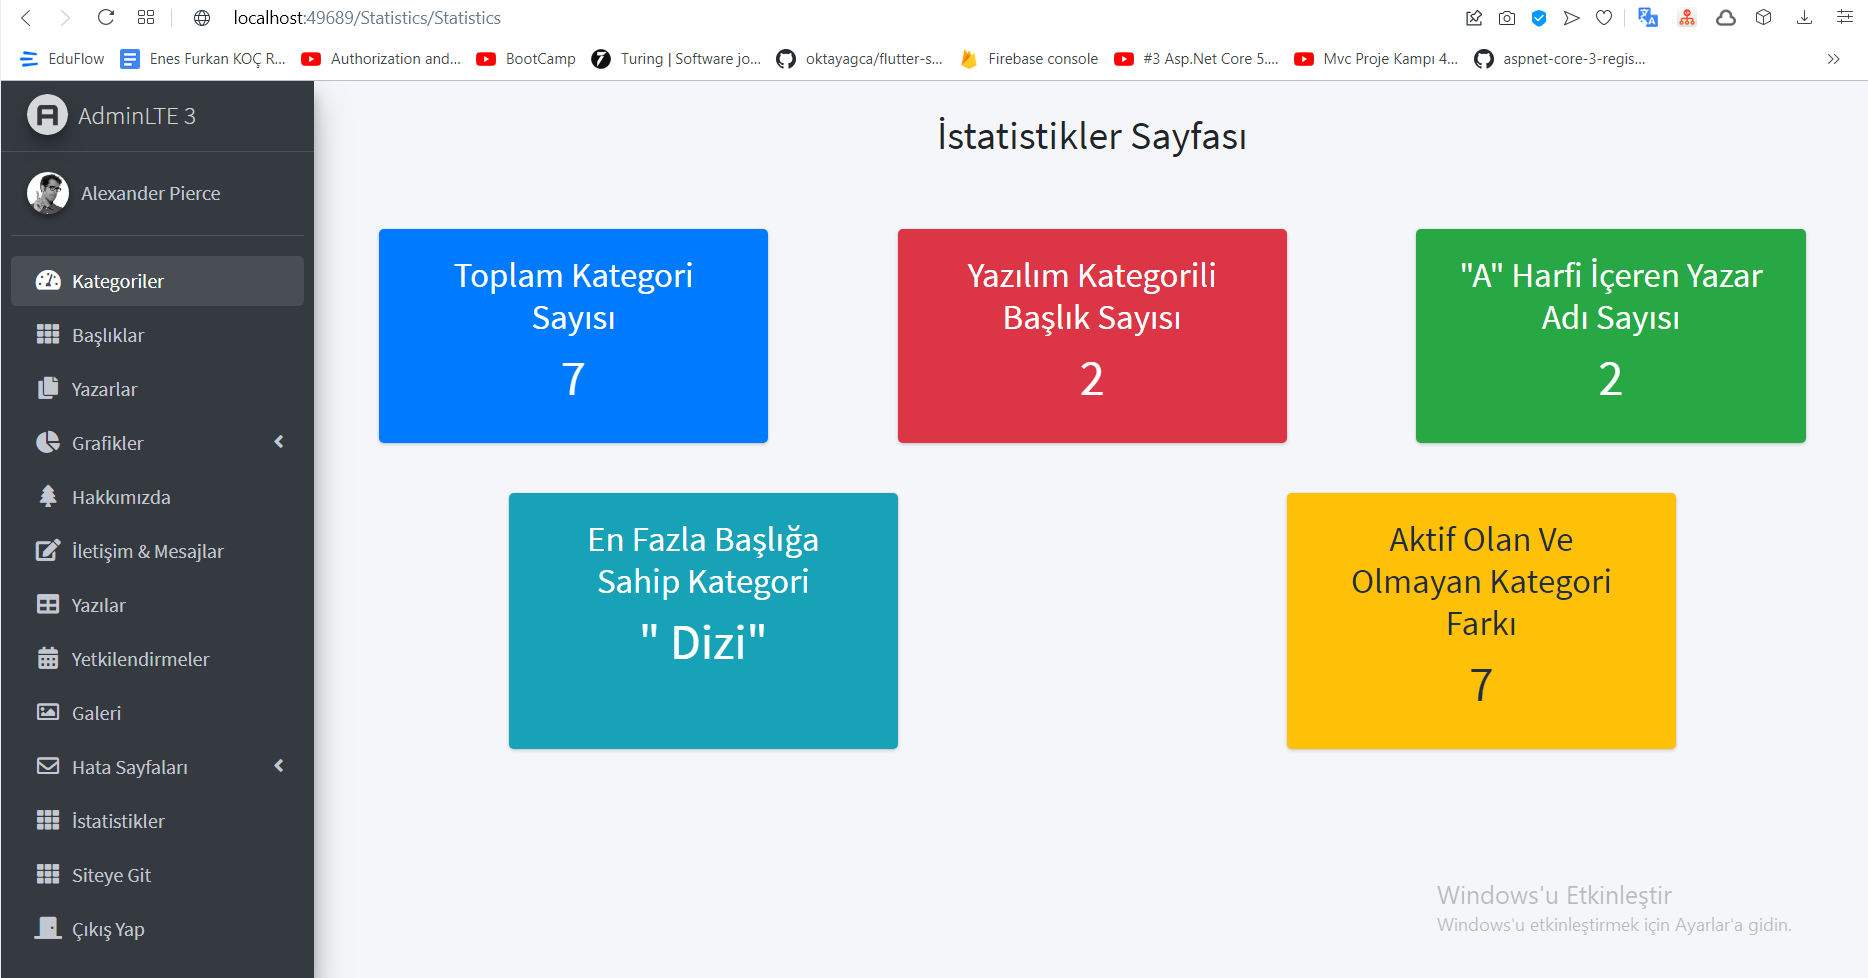 localhost:49689/Statistics/Statistics
EduFlow
Enes Furkan KOÇ R...
Authorization and...
BootCamp
Turing | Software jo...
oktayagca/flutter-s...
Firebase console
#3 Asp.Net Core 5....
Mvc Proje Kampı 4...
aspnet-core-3-regis...
AdminLTE 3
Alexander Pierce
Kategoriler
Başlıklar
Yazarlar
Grafikler
Hakkımızda
İletişim & Mesajlar
Yazılar
Yetkilendirmeler
Galeri
Hata Sayfaları
İstatistikler
Siteye Git
Çıkış Yap
İstatistikler Sayfası
Toplam Kategori
Sayısı
7
Yazılım Kategorili
Başlık Sayısı
2
"A" Harfi İçeren Yazar
Adı Sayısı
2
En Fazla Başlığa
Sahip Kategori
" Dizi"
Aktif Olan Ve
Olmayan Kategori
Farkı
7
Windows'u Etkinleştir
Windows'u etkinleştirmek için Ayarlar'a gidin.